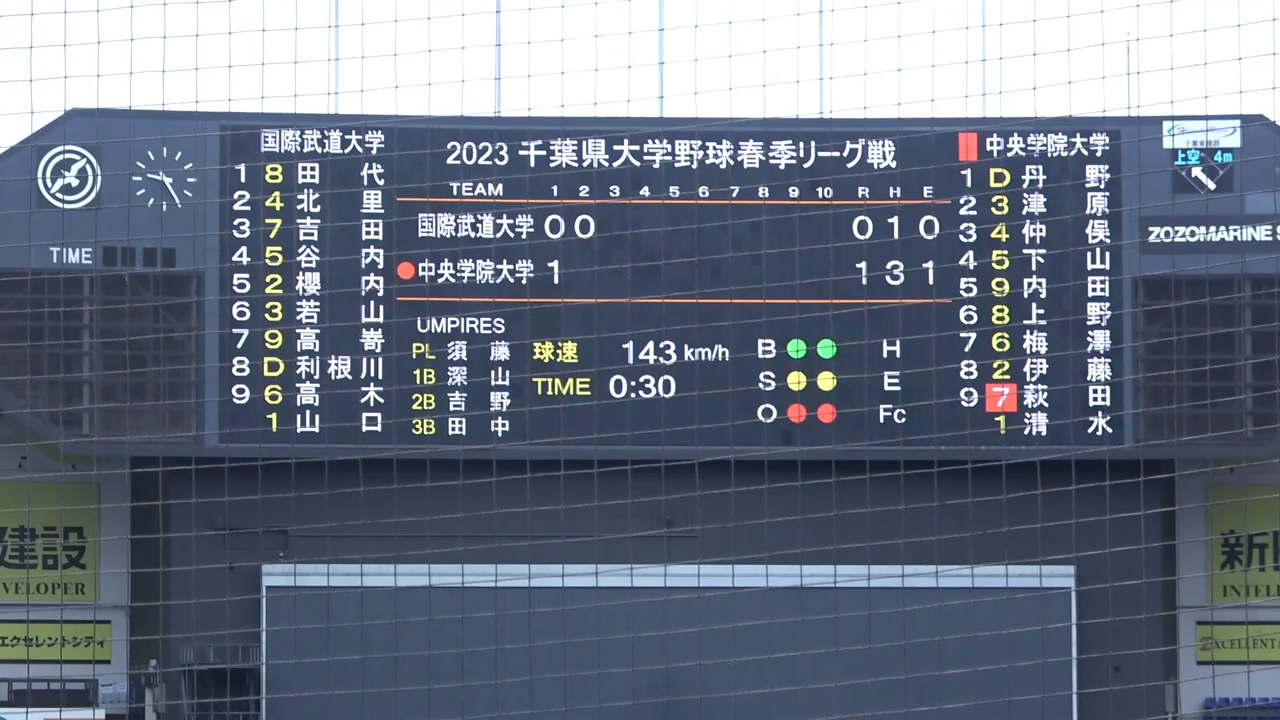 国際武道大学
1 8 田代
2 4 北里
3 7 吉田
4 5 谷内
5 2 櫻内
6 3 若山
7 9 高嵜
8 D 利根川
9 6 高木
1 山口
TIME
2023 千葉県大学野球春季リーグ戦
TEAM 1 2 3 4 5 6 7 8 9 10 R H E
国際武道大学 0 0 0 1 0
中央学院大学 1 1 3 1
UMPIRES
PL 須藤
1B 深山
2B 吉野
3B 田中
球速 143 km/h
TIME 0:30
B H
S E
O Fc
中央学院大学
1 D 丹野
2 3 津原
3 4 仲俣
4 5 下山
5 9 内田
6 8 上野
7 6 梅澤
8 2 伊藤
9 7 萩田
1 清水
上空 4m
ZOZOMARINE S
建設
VELOPER
エクセレントシティ
新
INTELL
EXCELLENT